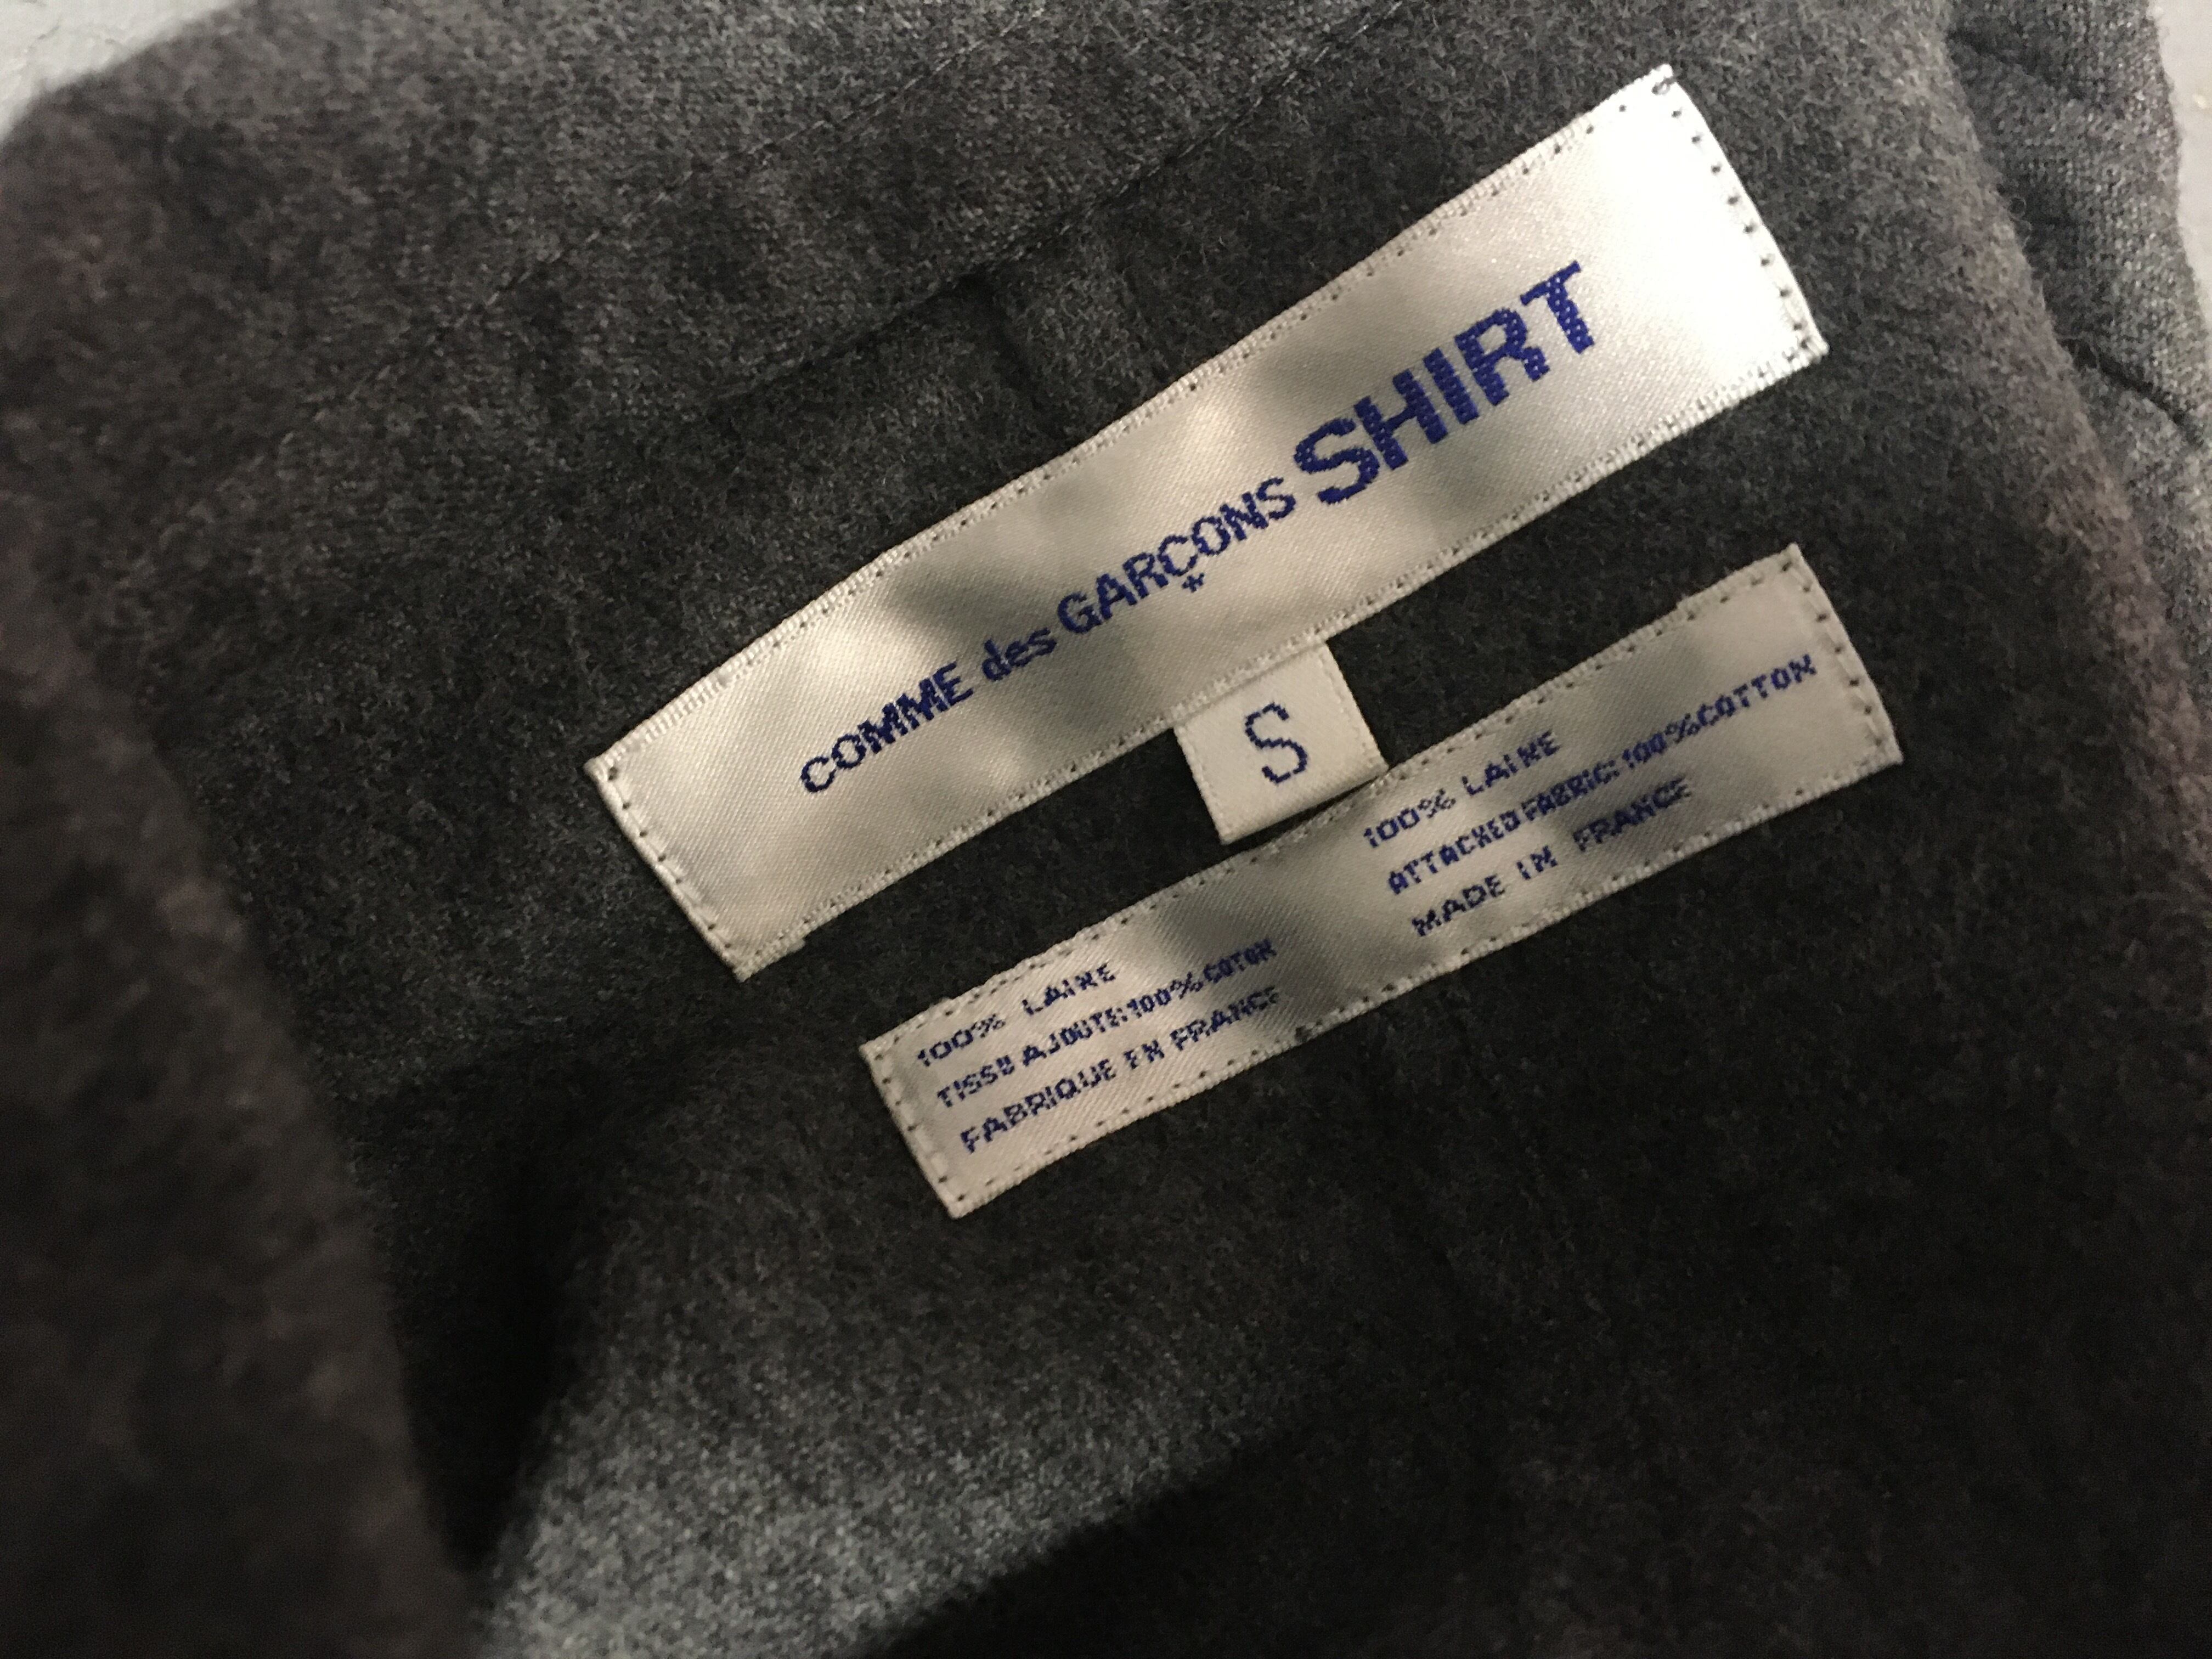 COMME des GARÇONS SHIRT
*
S
100% LAINE
TISSU AJOUTE:100%COTON
FABRIQUE EN FRANCE
100% LAINE
ATTACHED FABRIC:100%COTTON
MADE IN FRANCE